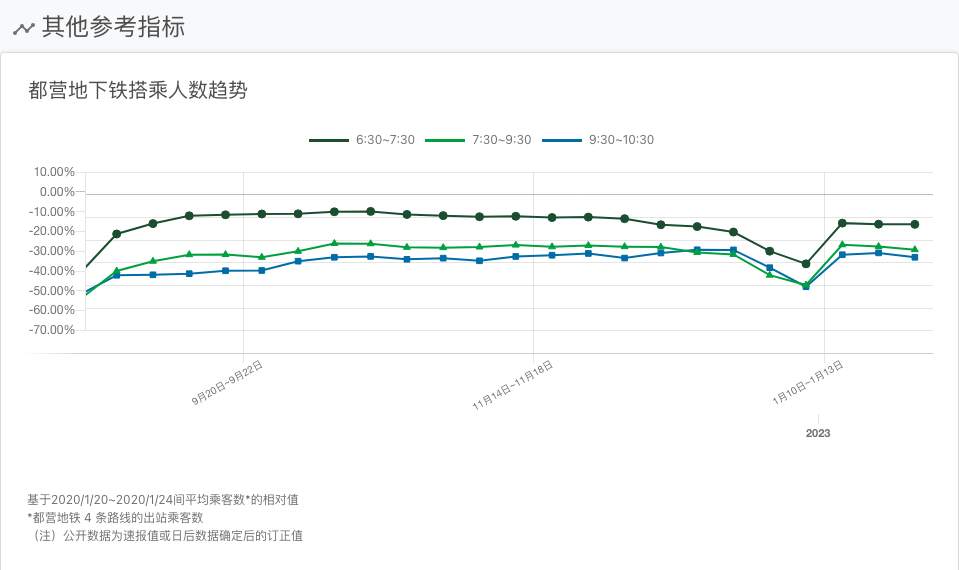 其他参考指标
都营地下铁搭乘人数趋势
6:30~7:30 7:30~9:30 9:30~10:30
10.00%
0.00%
-10.00%
-20.00%
-30.00%
-40.00%
-50.00%
-60.00%
-70.00%
9月20日~9月22日 11月14日~11月18日 1月10日~1月13日
2023
基于2020/1/20~2020/1/24间平均乘客数*的相对值
*都营地铁 4 条路线的出站乘客数
（注）公开数据为速报值或日后数据确定后的订正值